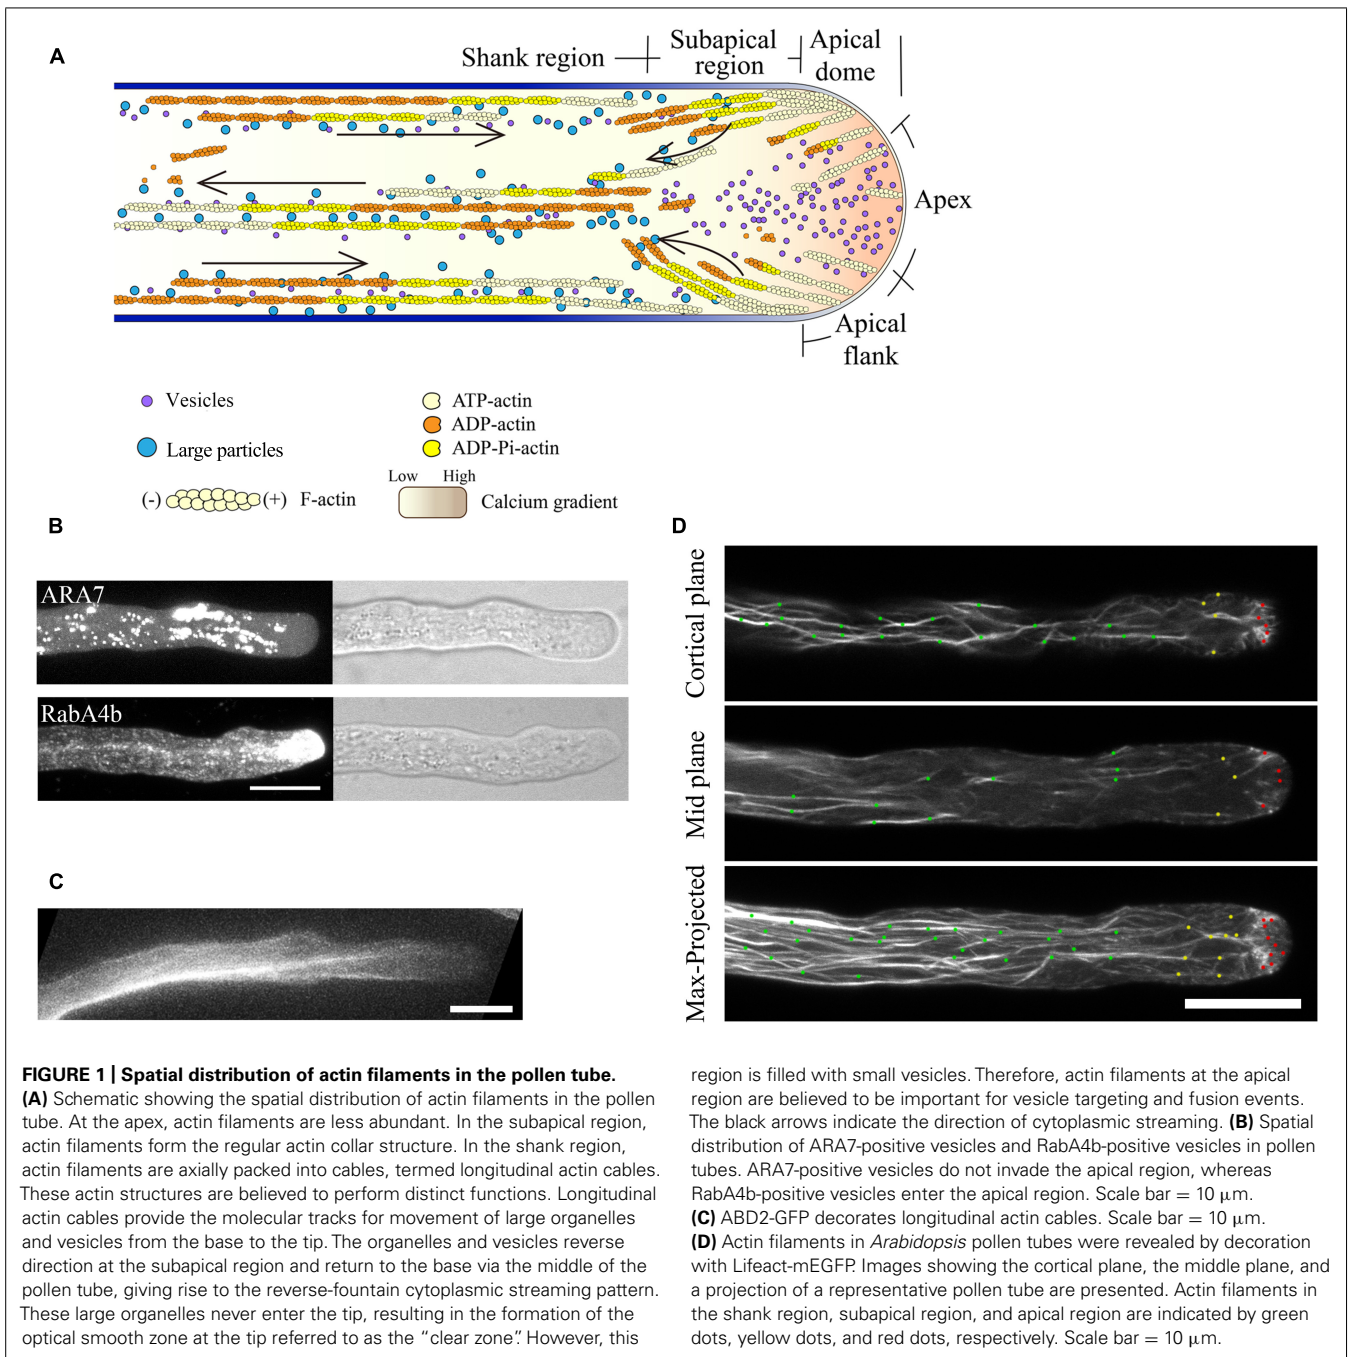 A
Shank region
Subapical
region
Apical
dome
Apex
Apical
flank
Vesicles
Large particles
(-) (+) F-actin
ATP-actin
ADP-actin
ADP-Pi-actin
Low High
Calcium gradient
B
ARA7
RabA4b
C
D
Cortical plane
Mid plane
Max-Projected
FIGURE 1 | Spatial distribution of actin filaments in the pollen tube.
(A) Schematic showing the spatial distribution of actin filaments in the pollen
tube. At the apex, actin filaments are less abundant. In the subapical region,
actin filaments form the regular actin collar structure. In the shank region,
actin filaments are axially packed into cables, termed longitudinal actin cables.
These actin structures are believed to perform distinct functions. Longitudinal
actin cables provide the molecular tracks for movement of large organelles
and vesicles from the base to the tip. The organelles and vesicles reverse
direction at the subapical region and return to the base via the middle of the
pollen tube, giving rise to the reverse-fountain cytoplasmic streaming pattern.
These large organelles never enter the tip, resulting in the formation of the
optical smooth zone at the tip referred to as the “clear zone”. However, this
region is filled with small vesicles. Therefore, actin filaments at the apical
region are believed to be important for vesicle targeting and fusion events.
The black arrows indicate the direction of cytoplasmic streaming. (B) Spatial
distribution of ARA7-positive vesicles and RabA4b-positive vesicles in pollen
tubes. ARA7-positive vesicles do not invade the apical region, whereas
RabA4b-positive vesicles enter the apical region. Scale bar = 10 μm.
(C) ABD2-GFP decorates longitudinal actin cables. Scale bar = 10 μm.
(D) Actin filaments in Arabidopsis pollen tubes were revealed by decoration
with Lifeact-mEGFP. Images showing the cortical plane, the middle plane, and
a projection of a representative pollen tube are presented. Actin filaments in
the shank region, subapical region, and apical region are indicated by green
dots, yellow dots, and red dots, respectively. Scale bar = 10 μm.